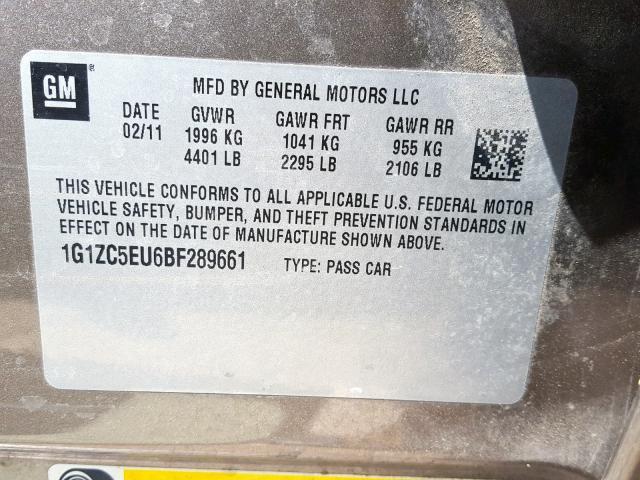 GM
®
MFD BY GENERAL MOTORS LLC
DATE GVWR GAWR FRT GAWR RR
02/11 1996 KG 1041 KG 955 KG
4401 LB 2295 LB 2106 LB
THIS VEHICLE CONFORMS TO ALL APPLICABLE U.S. FEDERAL MOTOR
VEHICLE SAFETY, BUMPER, AND THEFT PREVENTION STANDARDS IN
EFFECT ON THE DATE OF MANUFACTURE SHOWN ABOVE.
1G1ZC5EU6BF289661 TYPE: PASS CAR